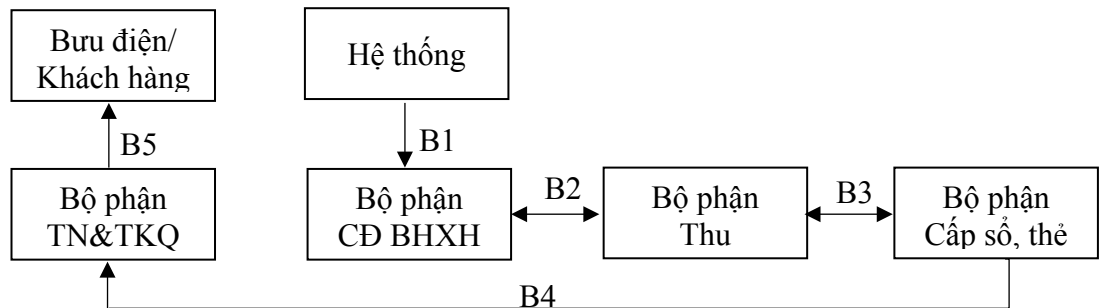 Bưu điện/
Khách hàng
Hệ thống
B5
B1
Bộ phận
TN&TKQ
Bộ phận
CĐ BHXH
B2
Bộ phận
Thu
B3
Bộ phận
Cấp sổ, thẻ
B4